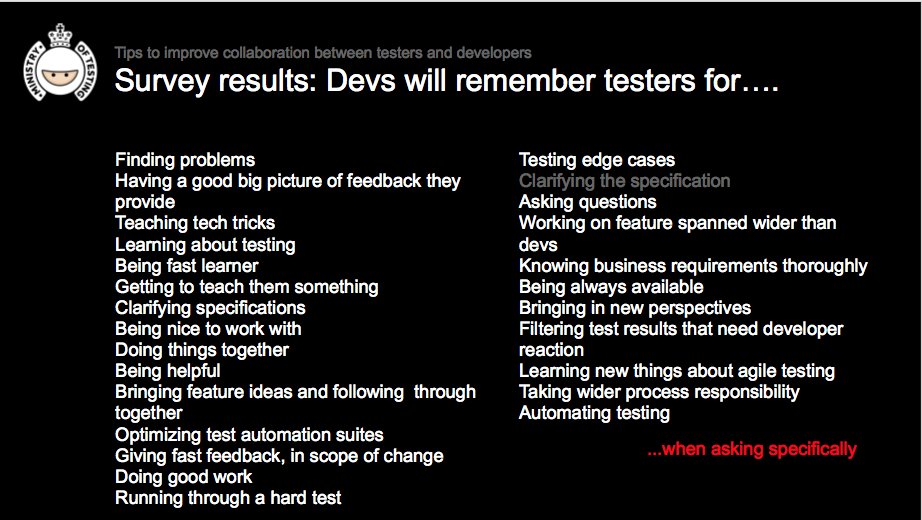 MINISTRY OF TESTING
Tips to improve collaboration between testers and developers
Survey results: Devs will remember testers for….
Finding problems
Having a good big picture of feedback they
provide
Teaching tech tricks
Learning about testing
Being fast learner
Getting to teach them something
Clarifying specifications
Being nice to work with
Doing things together
Being helpful
Bringing feature ideas and following  through
together
Optimizing test automation suites
Giving fast feedback, in scope of change
Doing good work
Running through a hard test
Testing edge cases
Clarifying the specification
Asking questions
Working on feature spanned wider than
devs
Knowing business requirements thoroughly
Being always available
Bringing in new perspectives
Filtering test results that need developer
reaction
Learning new things about agile testing
Taking wider process responsibility
Automating testing
...when asking specifically